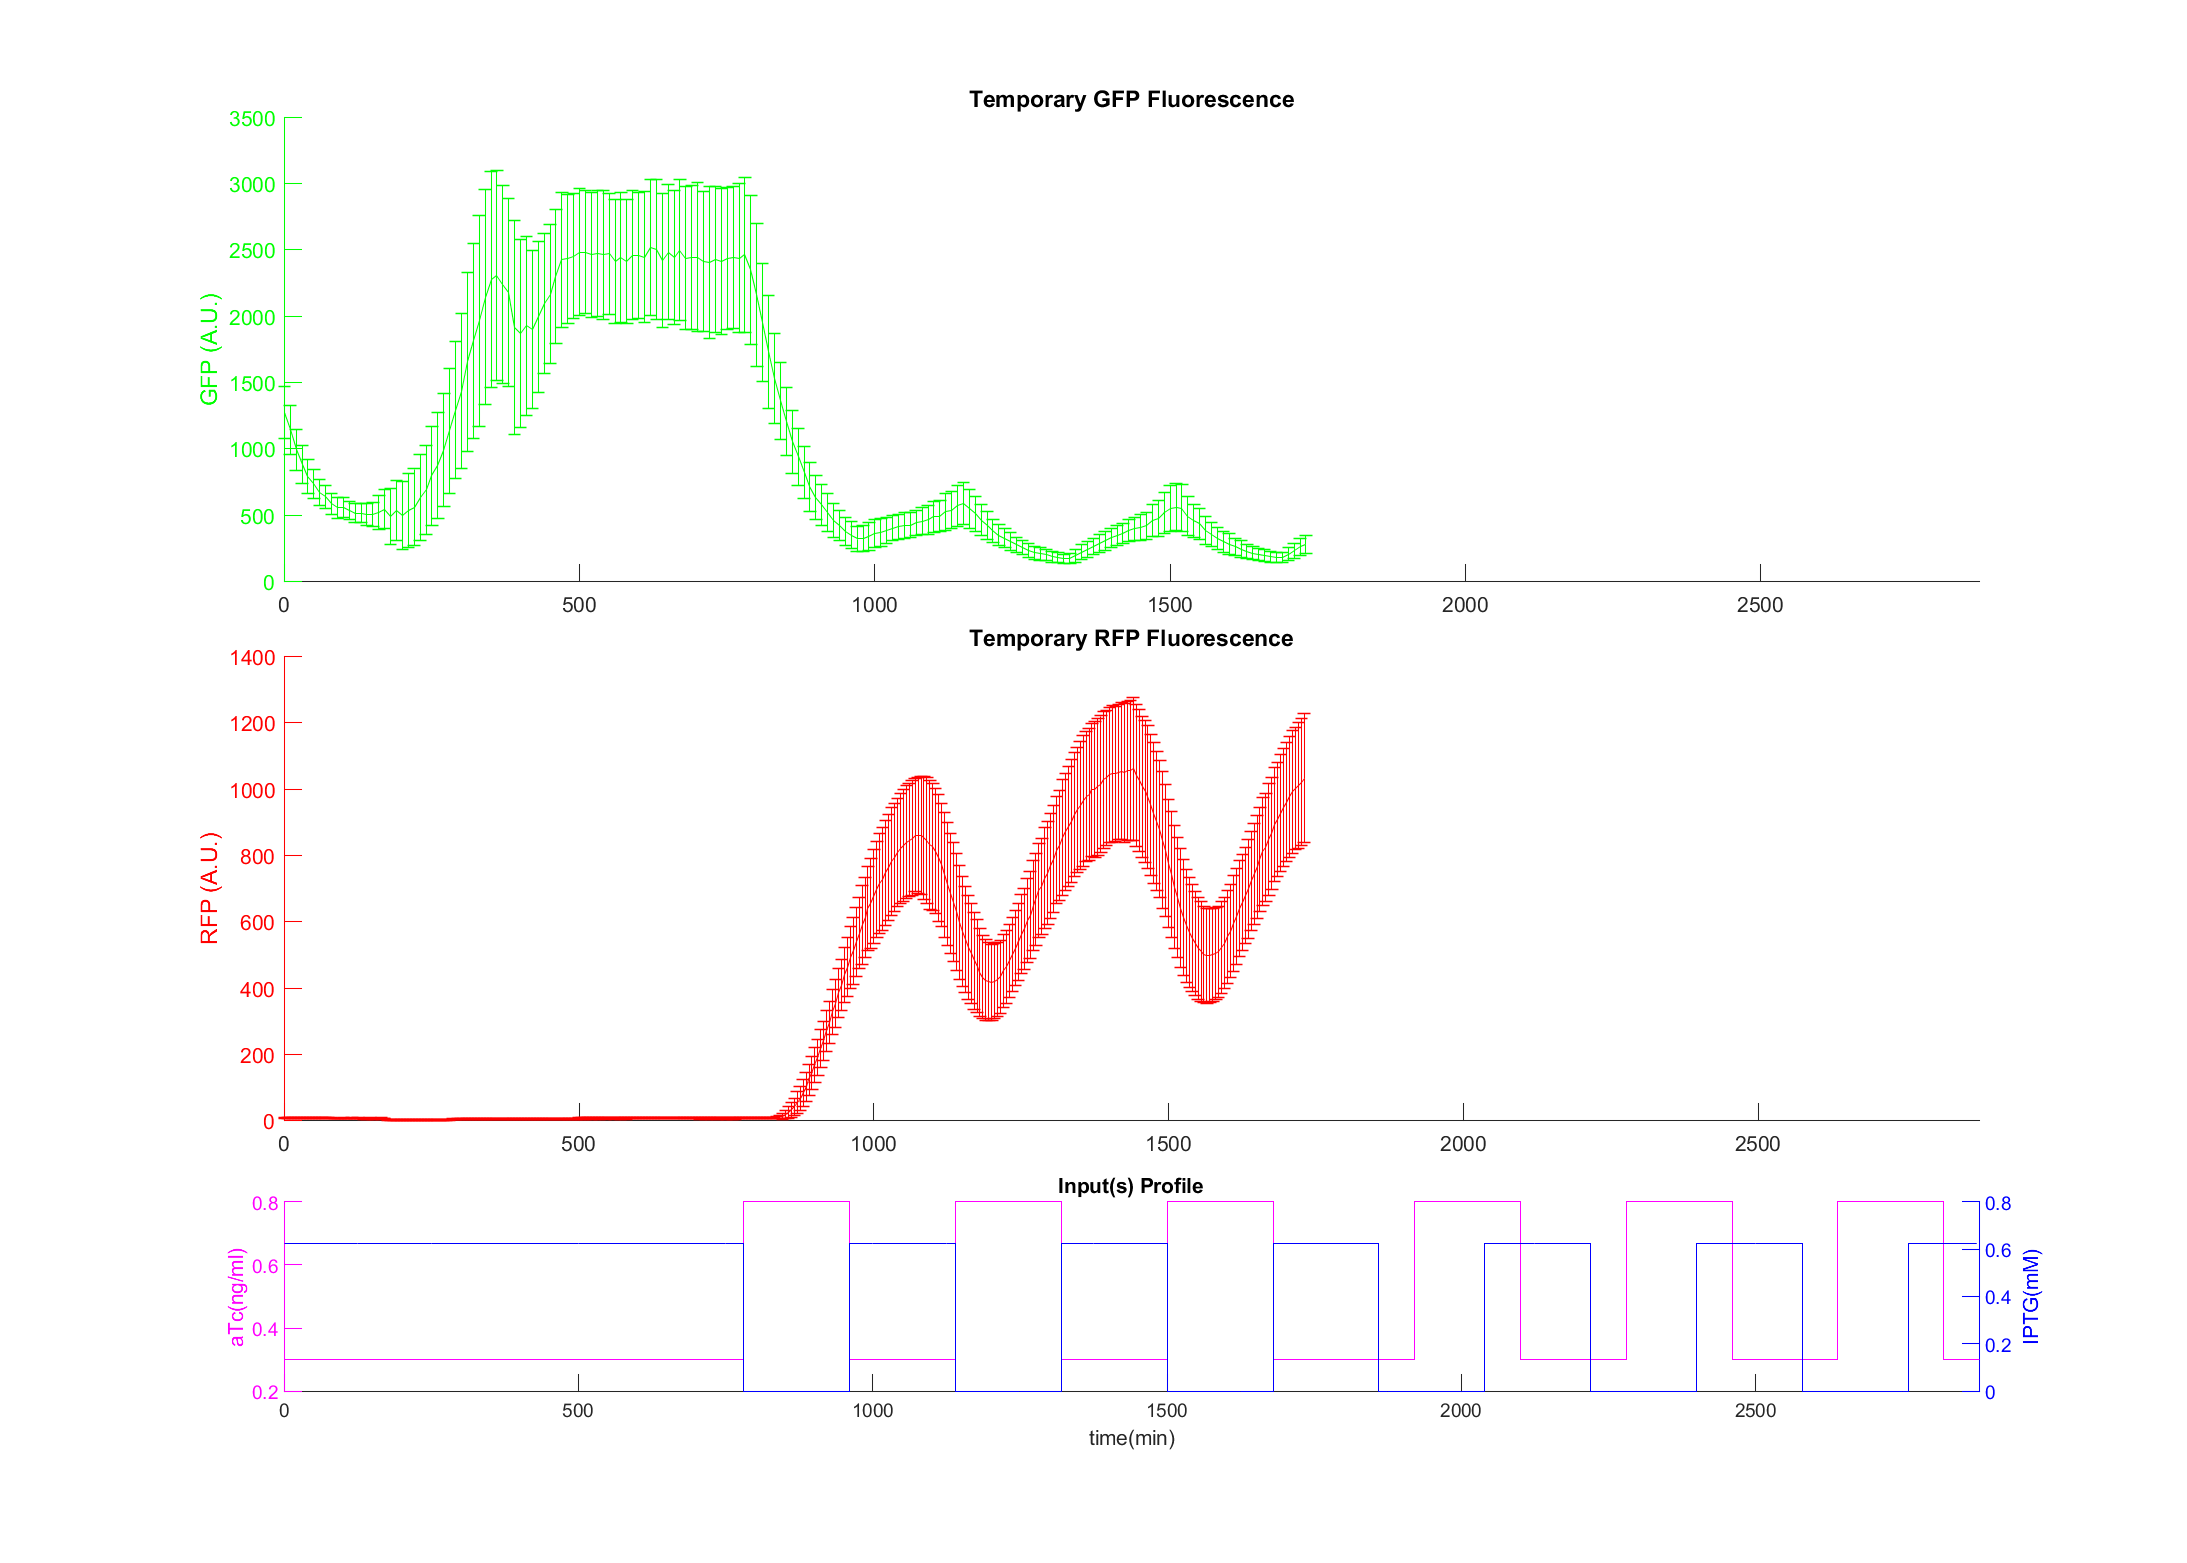 Temporary GFP Fluorescence
3500
3000
2500
2000
1500
1000
500
0
GFP (A.U.)
0 500 1000 1500 2000 2500
Temporary RFP Fluorescence
1400
1200
1000
800
600
400
200
0
RFP (A.U.)
0 500 1000 1500 2000 2500
Input(s) Profile
0.8
0.6
0.4
0.2
aTc(ng/ml)
0.8
0.6
0.4
0.2
0
IPTG(mM)
0 500 1000 1500 2000 2500
time(min)